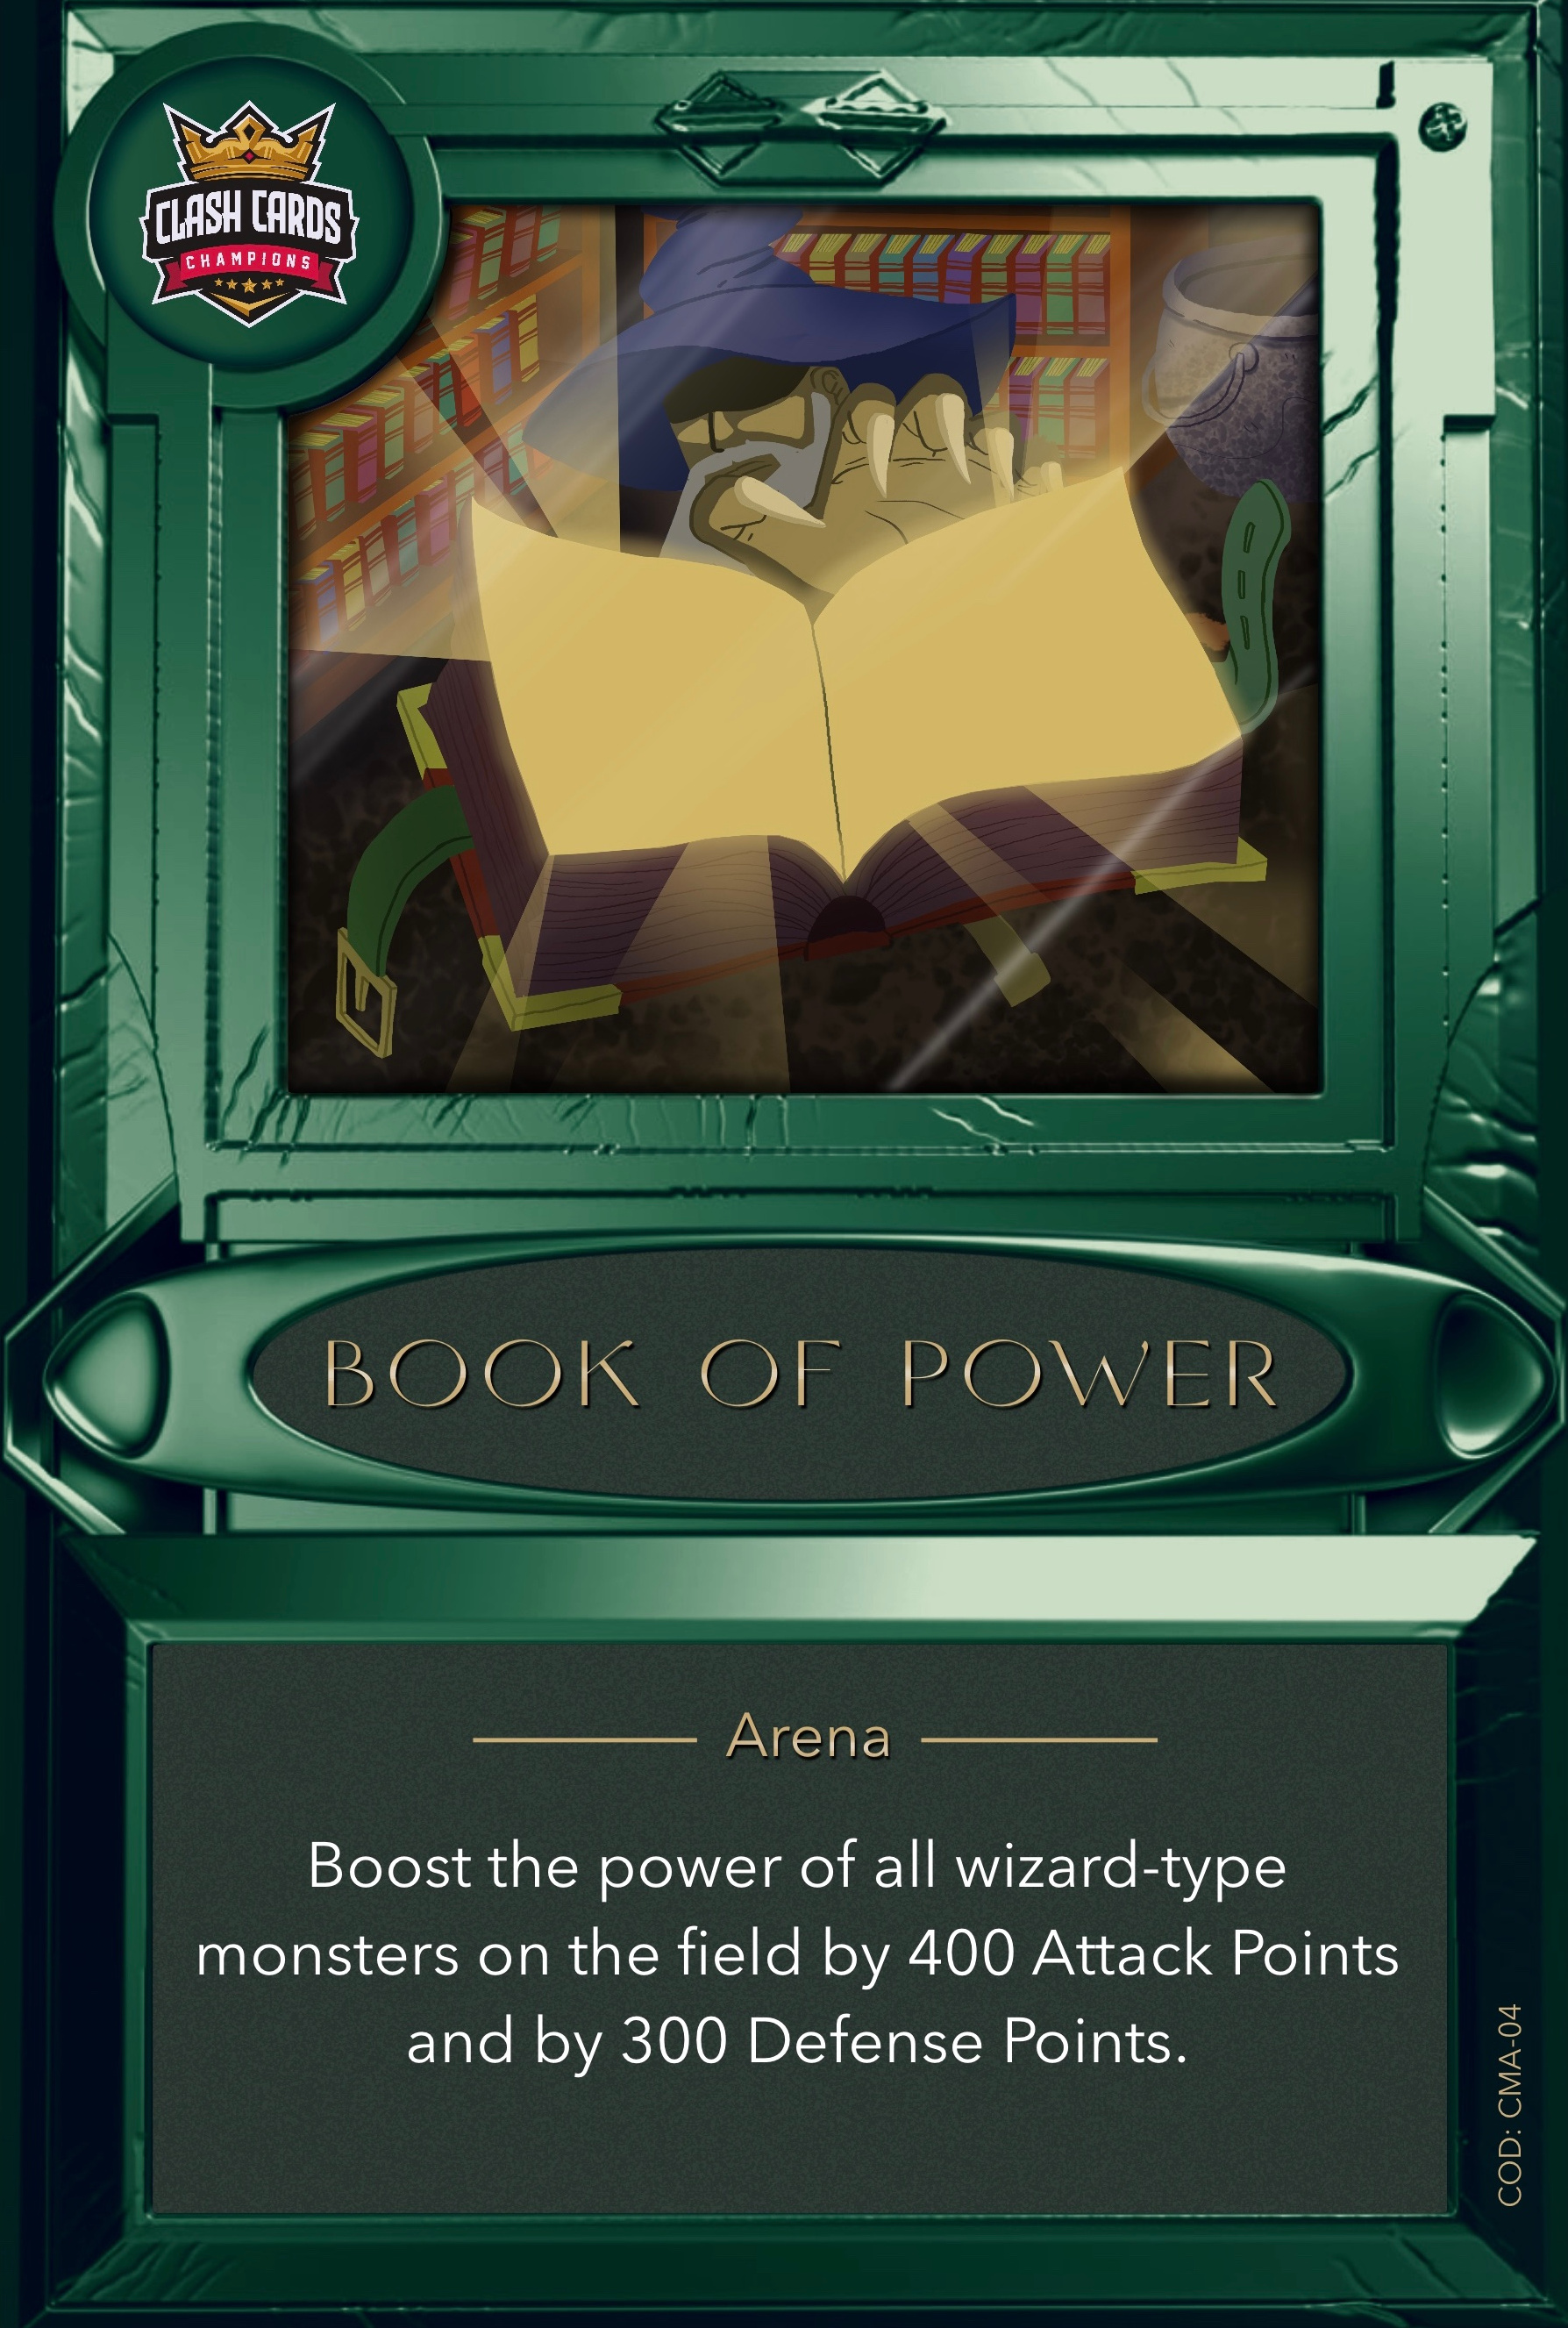 CLASH CARDS
CHAMPIONS
BOOK OF POWER
Arena
Boost the power of all wizard-type
monsters on the field by 400 Attack Points
and by 300 Defense Points.
COD: CMA-04